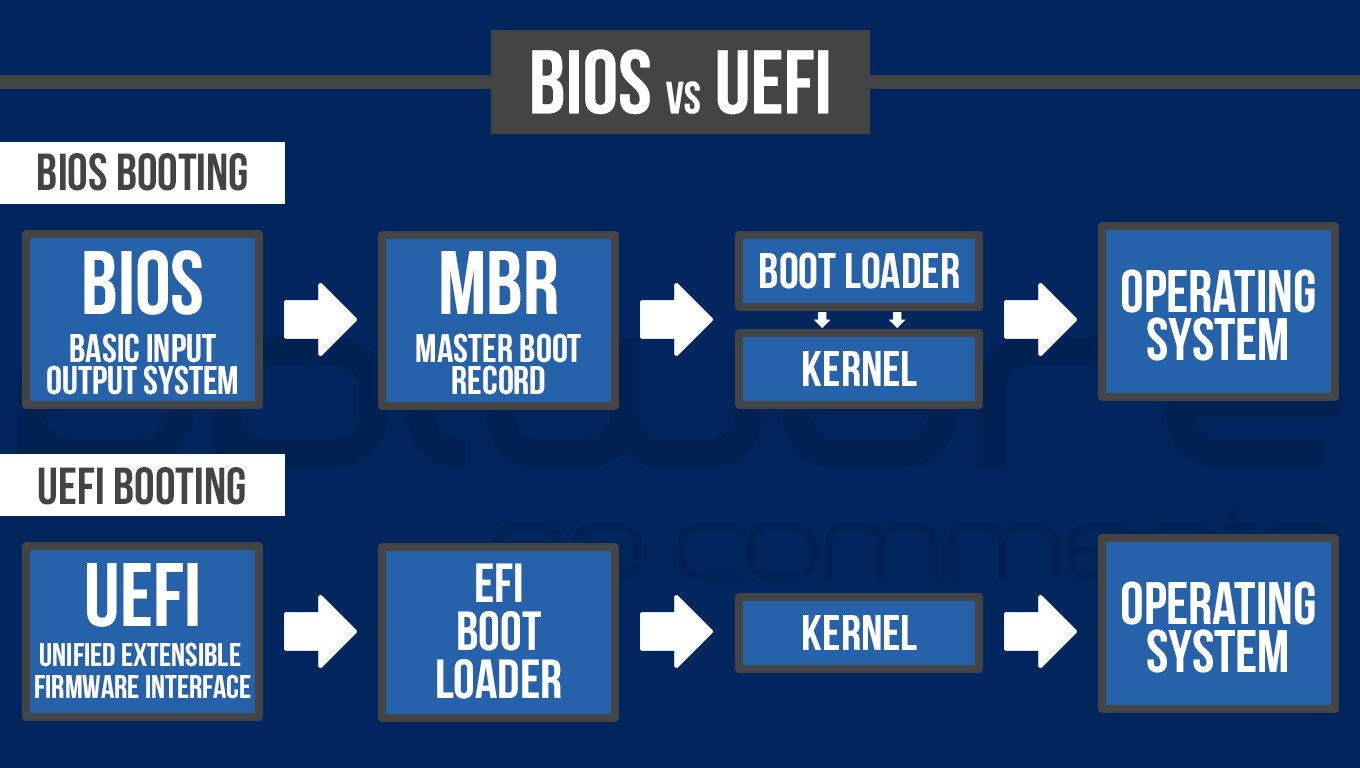 BIOS VS UEFI
BIOS BOOTING
BIOS
BASIC INPUT
OUTPUT SYSTEM
MBR
MASTER BOOT
RECORD
BOOT LOADER
KERNEL
OPERATING
SYSTEM
UEFI BOOTING
UEFI
UNIFIED EXTENSIBLE
FIRMWARE INTERFACE
EFI
BOOT
LOADER
KERNEL
OPERATING
SYSTEM